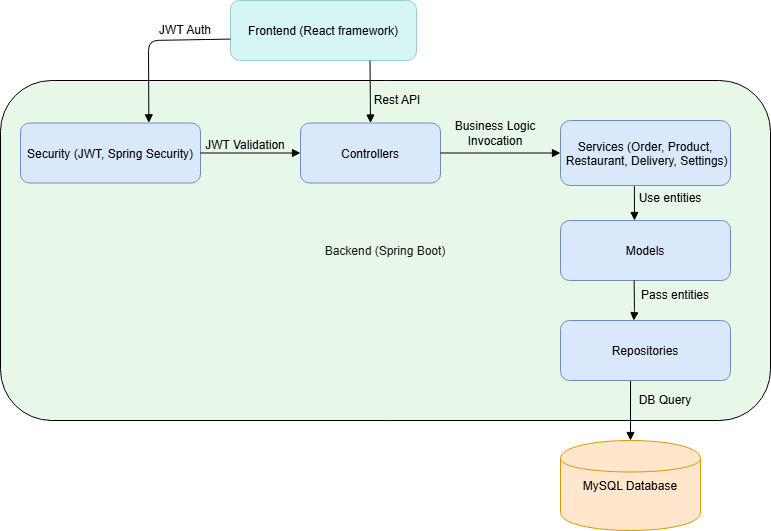 JWT Auth
Frontend (React framework)
Rest API
Security (JWT, Spring Security)
JWT Validation
Controllers
Business Logic
Invocation
Services (Order, Product,
Restaurant, Delivery, Settings)
Use entities
Backend (Spring Boot)
Models
Pass entities
Repositories
DB Query
MySQL Database